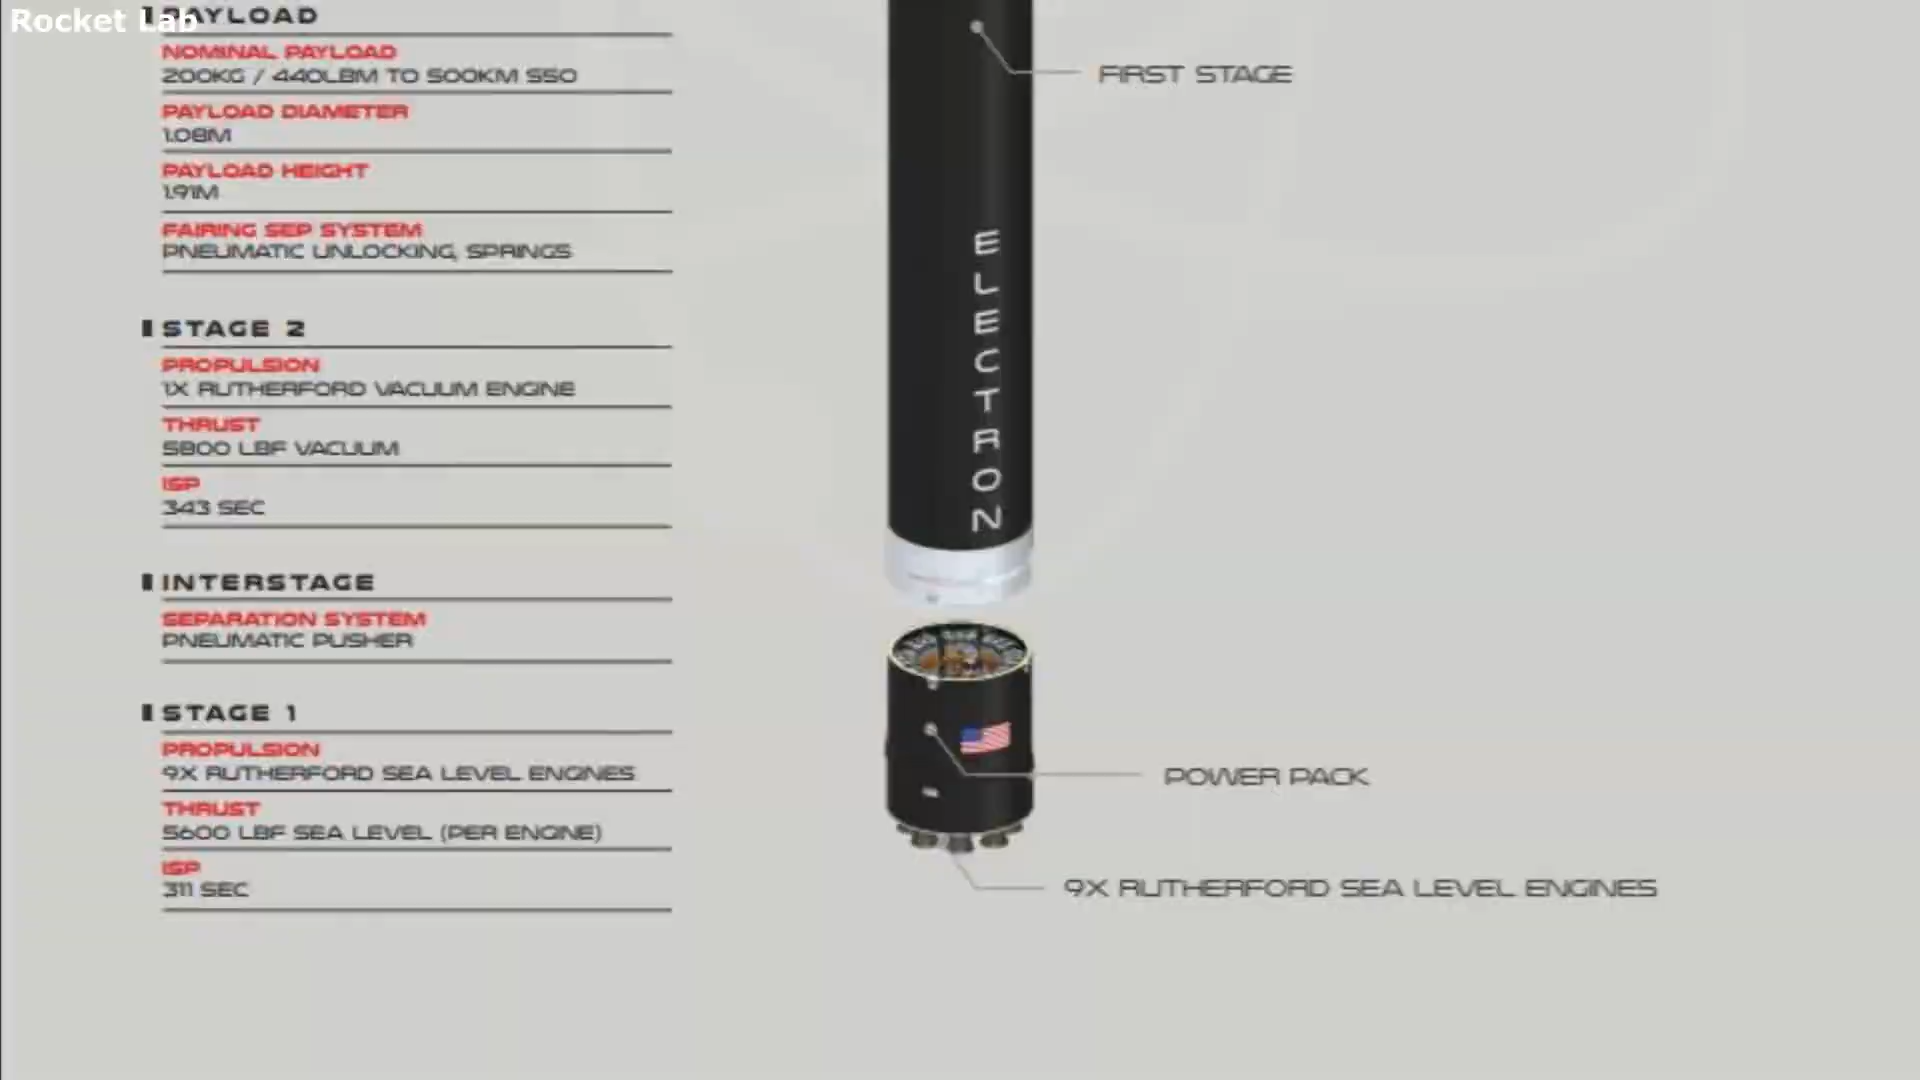 Rocket Lab
PAYLOAD
NOMINAL PAYLOAD
200KG / 440LBM TO 500KM SSO
PAYLOAD DIAMETER
1.08M
PAYLOAD HEIGHT
1.91M
FAIRING SEP SYSTEM
PNEUMATIC UNLOCKING, SPRINGS
STAGE 2
PROPULSION
1X RUTHERFORD VACUUM ENGINE
THRUST
5800 LBF VACUUM
ISP
343 SEC
INTERSTAGE
SEPARATION SYSTEM
PNEUMATIC PUSHER
STAGE 1
PROPULSION
9X RUTHERFORD SEA LEVEL ENGINES
THRUST
5600 LBF SEA LEVEL (PER ENGINE)
ISP
311 SEC
ELECTRON
FIRST STAGE
POWER PACK
9X RUTHERFORD SEA LEVEL ENGINES